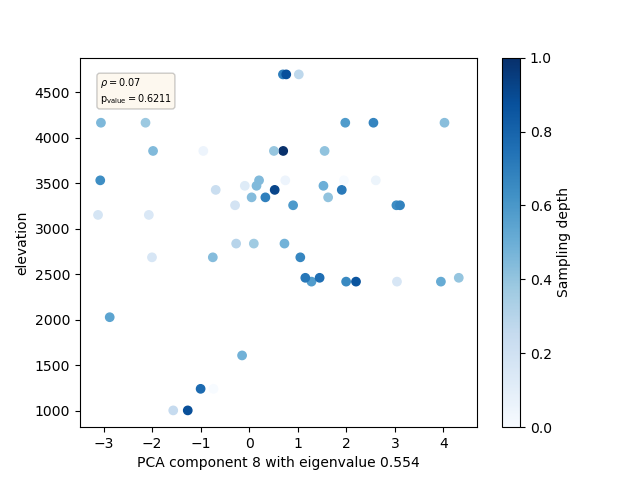 ρ = 0.07
p_value = 0.6211
4500
4000
3500
3000
2500
2000
1500
1000
elevation
−3 −2 −1 0 1 2 3 4
PCA component 8 with eigenvalue 0.554
1.0
0.8
0.6
0.4
0.2
0.0
Sampling depth